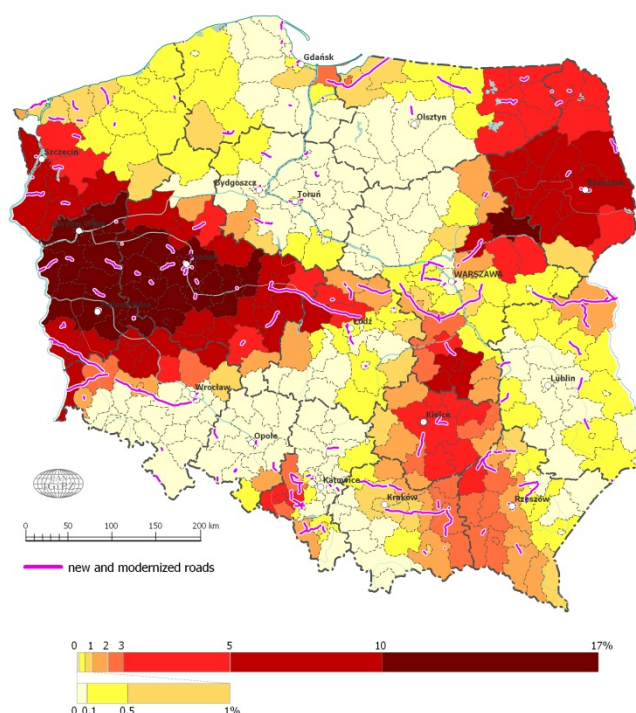 Gdańsk
Olsztyn
Szczecin
Bydgoszcz
Białystok
Toruń
Poznań
WARSZAWA
Łódź
Lublin
Wrocław
Kielce
Opole
Katowice
Kraków
Rzeszów
IGiPZ
0 50 100 150 200 km
new and modernized roads
0 1 2 3 5 10 17%
0 0.1 0.5 1%